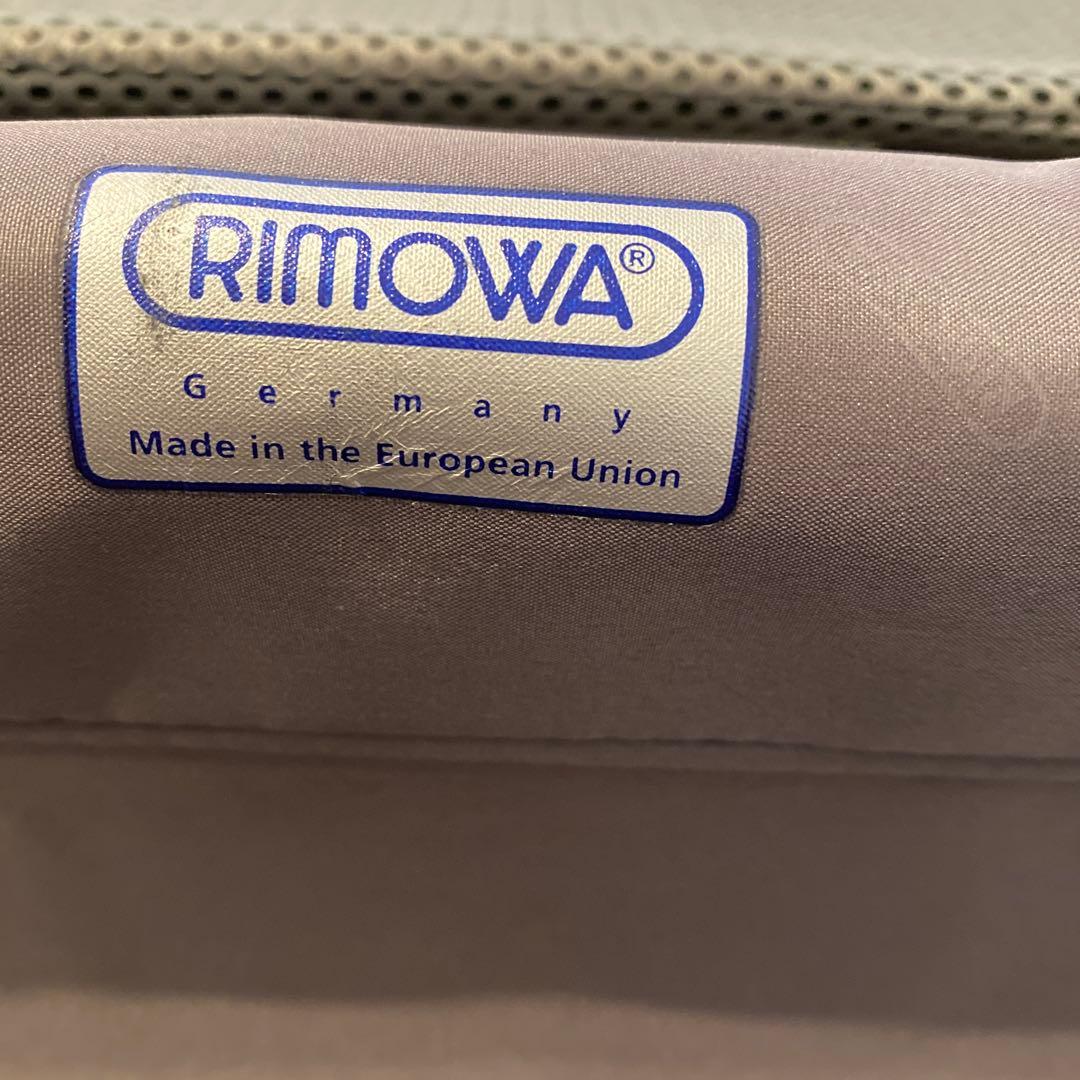 RIMOWA®
Germany
Made in the European Union